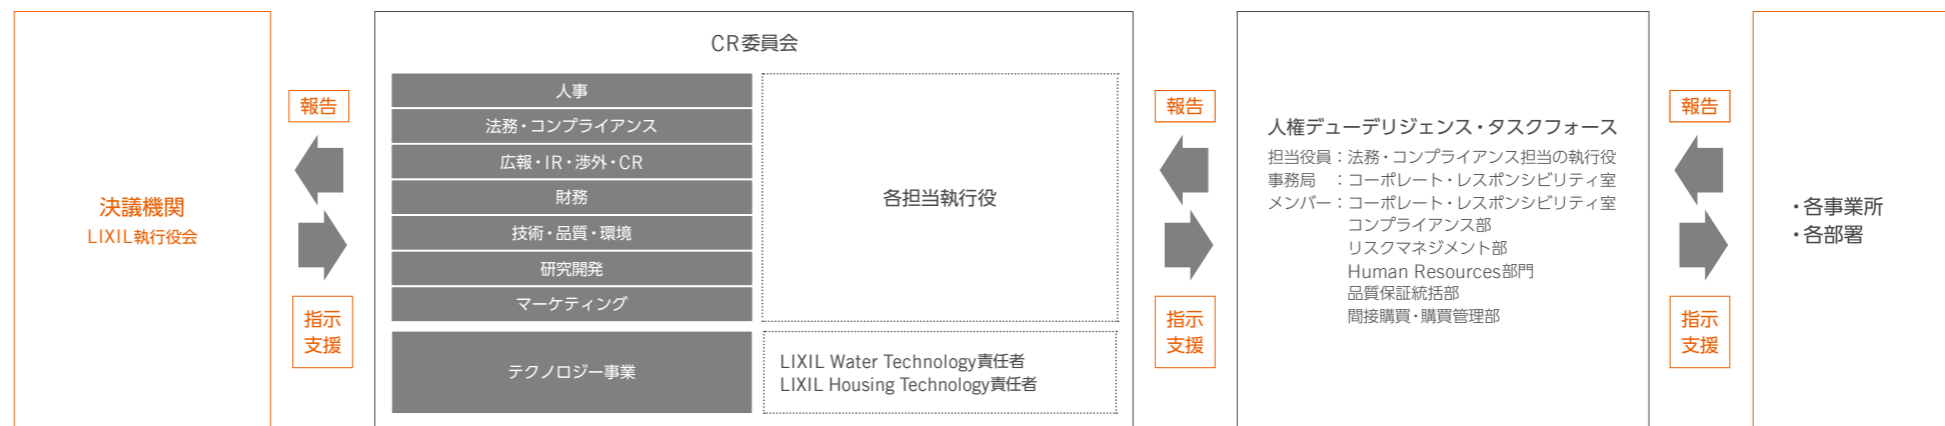 決議機関
LIXIL執行役会
報告
指示
支援
CR委員会
人事
法務・コンプライアンス
広報・IR・渉外・CR
財務
技術・品質・環境
研究開発
マーケティング
各担当執行役
テクノロジー事業
LIXIL Water Technology責任者
LIXIL Housing Technology責任者
報告
指示
支援
人権デューデリジェンス・タスクフォース
担当役員：法務・コンプライアンス担当の執行役
事務局　：コーポレート・レスポンシビリティ室
メンバー：コーポレート・レスポンシビリティ室
コンプライアンス部
リスクマネジメント部
Human Resources部門
品質保証統括部
間接購買・購買管理部
報告
指示
支援
・各事業所
・各部署